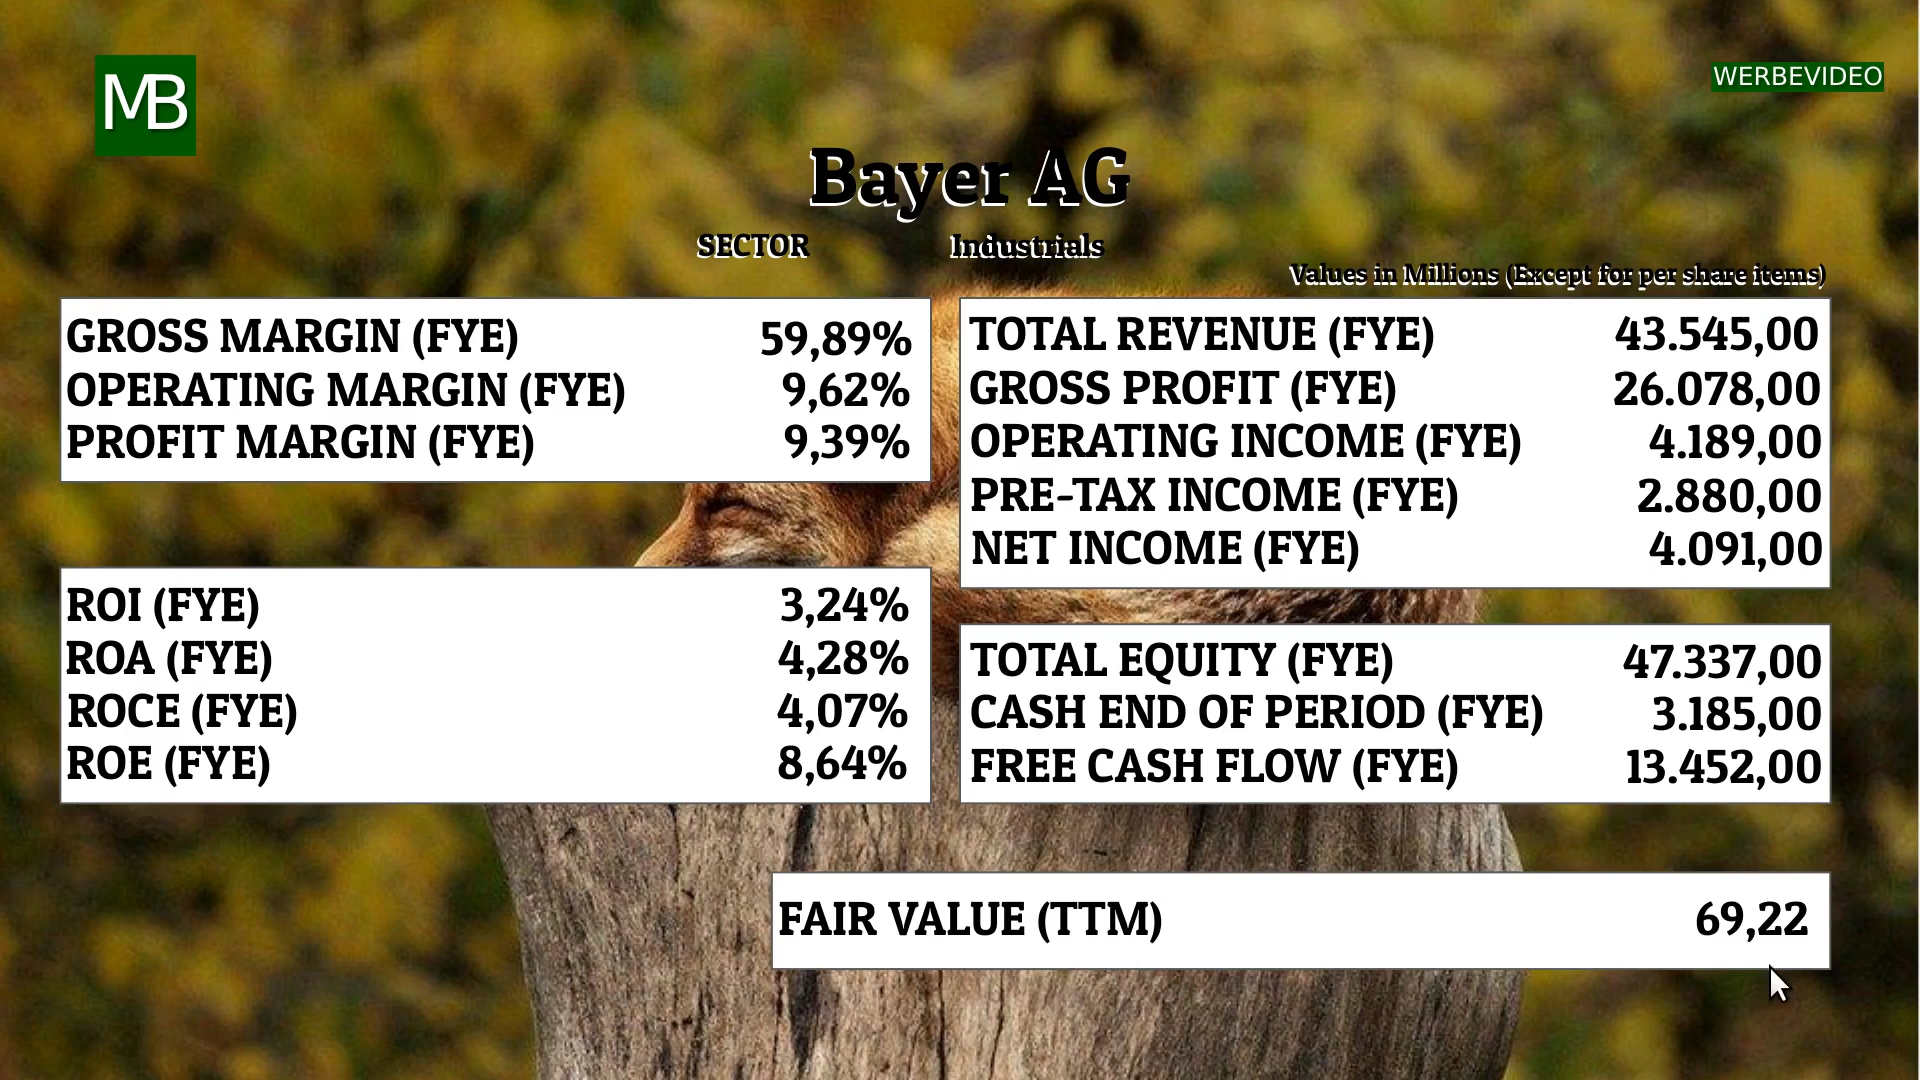 MB
WERBEVIDEO
Bayer AG
SECTOR Industrials
Values in Millions (Except for per share items)
GROSS MARGIN (FYE) 59,89%
OPERATING MARGIN (FYE) 9,62%
PROFIT MARGIN (FYE) 9,39%
TOTAL REVENUE (FYE) 43.545,00
GROSS PROFIT (FYE) 26.078,00
OPERATING INCOME (FYE) 4.189,00
PRE-TAX INCOME (FYE) 2.880,00
NET INCOME (FYE) 4.091,00
ROI (FYE) 3,24%
ROA (FYE) 4,28%
ROCE (FYE) 4,07%
ROE (FYE) 8,64%
TOTAL EQUITY (FYE) 47.337,00
CASH END OF PERIOD (FYE) 3.185,00
FREE CASH FLOW (FYE) 13.452,00
FAIR VALUE (TTM) 69,22